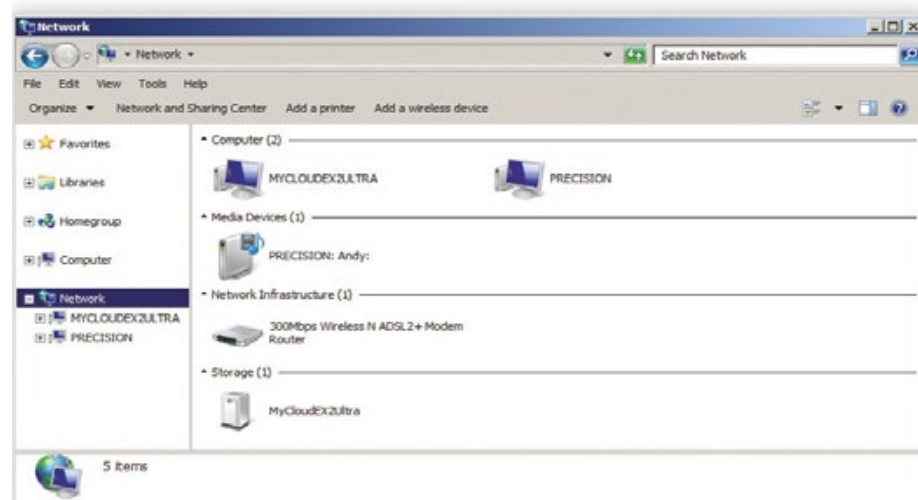 Network
Network
Search Network
File Edit View Tools Help
Organize Network and Sharing Center Add a printer Add a wireless device
Favorites
Libraries
Homegroup
Computer
Network
MYCLOUDEX2ULTRA
PRECISION
Computer (2)
MYCLOUDEX2ULTRA
PRECISION
Media Devices (1)
PRECISION: Andy:
Network Infrastructure (1)
300Mbps Wireless N ADSL2+ Modem
Router
Storage (1)
MyCloudEX2Ultra
5 items